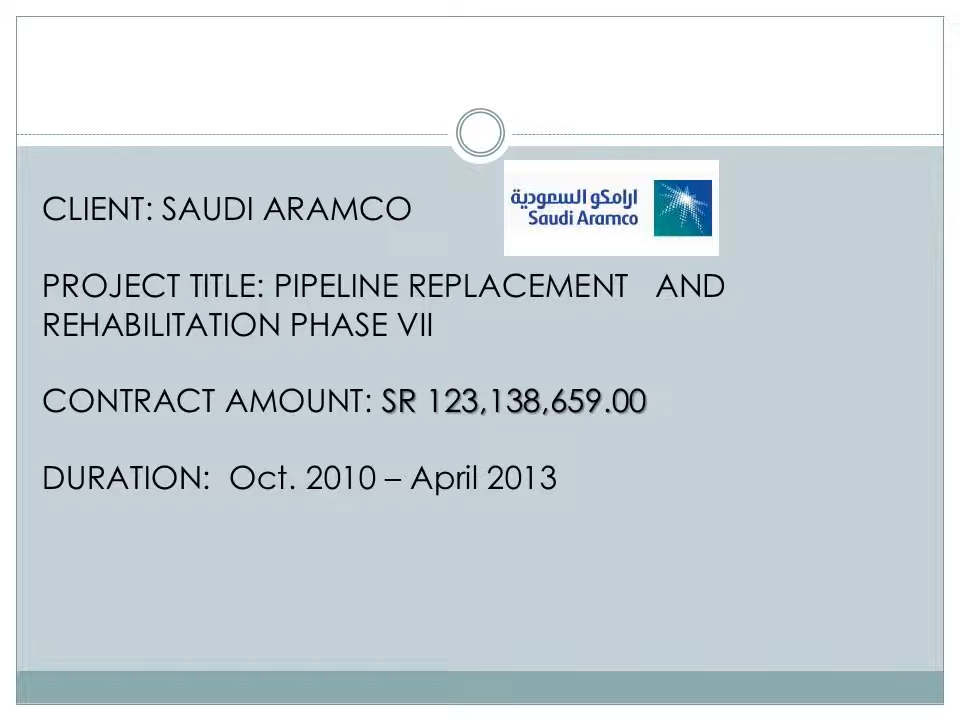 CLIENT: SAUDI ARAMCO
ارامكو السعودية
Saudi Aramco
PROJECT TITLE: PIPELINE REPLACEMENT AND
REHABILITATION PHASE VII
CONTRACT AMOUNT: SR 123,138,659.00
DURATION: Oct. 2010 – April 2013